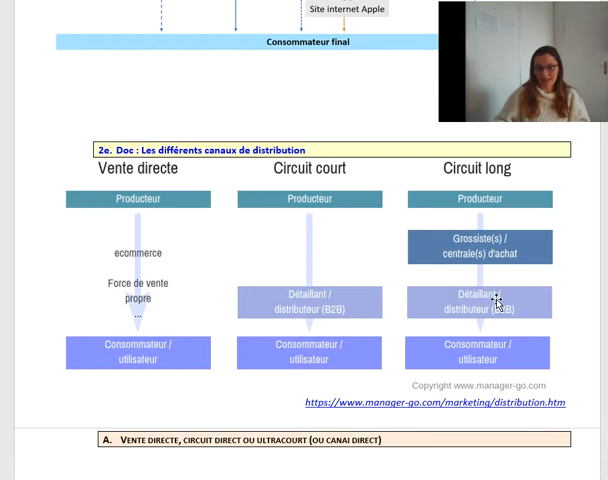 Site internet Apple
Consommateur final
2e. Doc : Les différents canaux de distribution
Vente directe
Circuit court
Circuit long
Producteur
Producteur
Producteur
ecommerce
Grossiste(s) /
centrale(s) d'achat
Force de vente
propre
...
Détaillant /
distributeur (B2B)
Détaillant /
distributeur (B2B)
Consommateur /
utilisateur
Consommateur /
utilisateur
Consommateur /
utilisateur
Copyright www.manager-go.com
https://www.manager-go.com/marketing/distribution.htm
A. VENTE DIRECTE, CIRCUIT DIRECT OU ULTRACOURT (OU CANAL DIRECT)